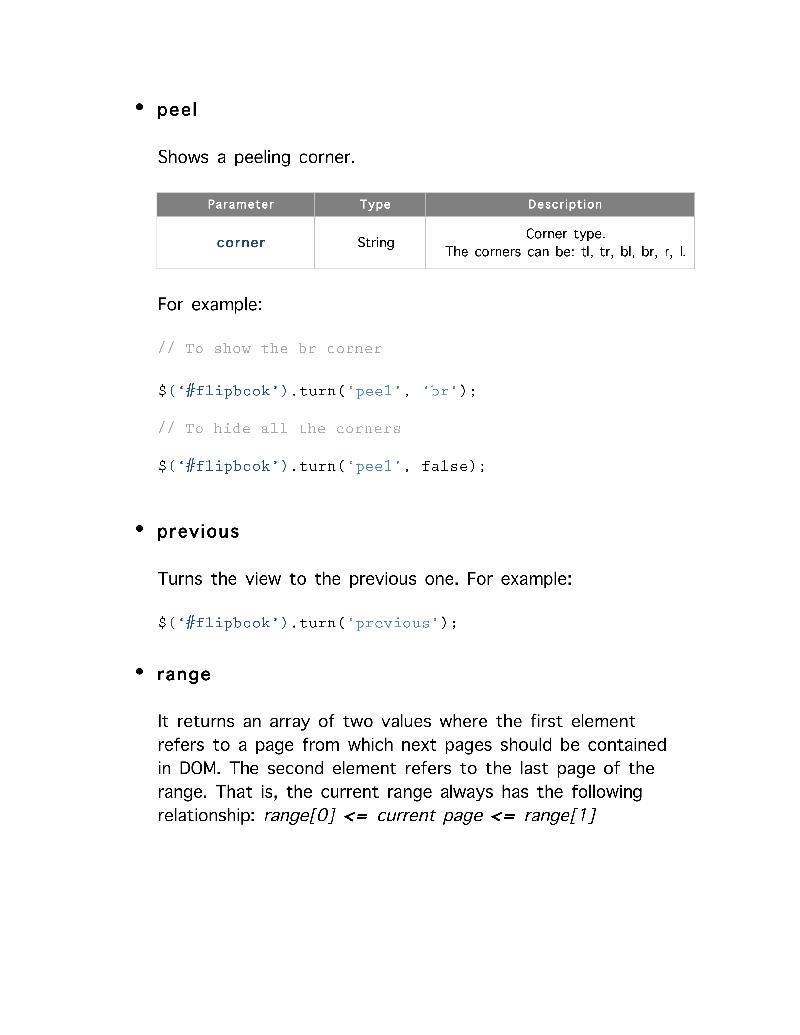 • peel
Shows a peeling corner.
Parameter Type Description
corner String Corner type.
The corners can be: tl, tr, bl, br, r, l.
For example:
// To show the br corner
$(‘#flipbook’).turn('peel', ‘br');
// To hide all the corners
$(‘#flipbook’).turn('peel', false);
• previous
Turns the view to the previous one. For example:
$(‘#flipbook’).turn('previous');
• range
It returns an array of two values where the first element
refers to a page from which next pages should be contained
in DOM. The second element refers to the last page of the
range. That is, the current range always has the following
relationship: range[0] <= current page <= range[1]